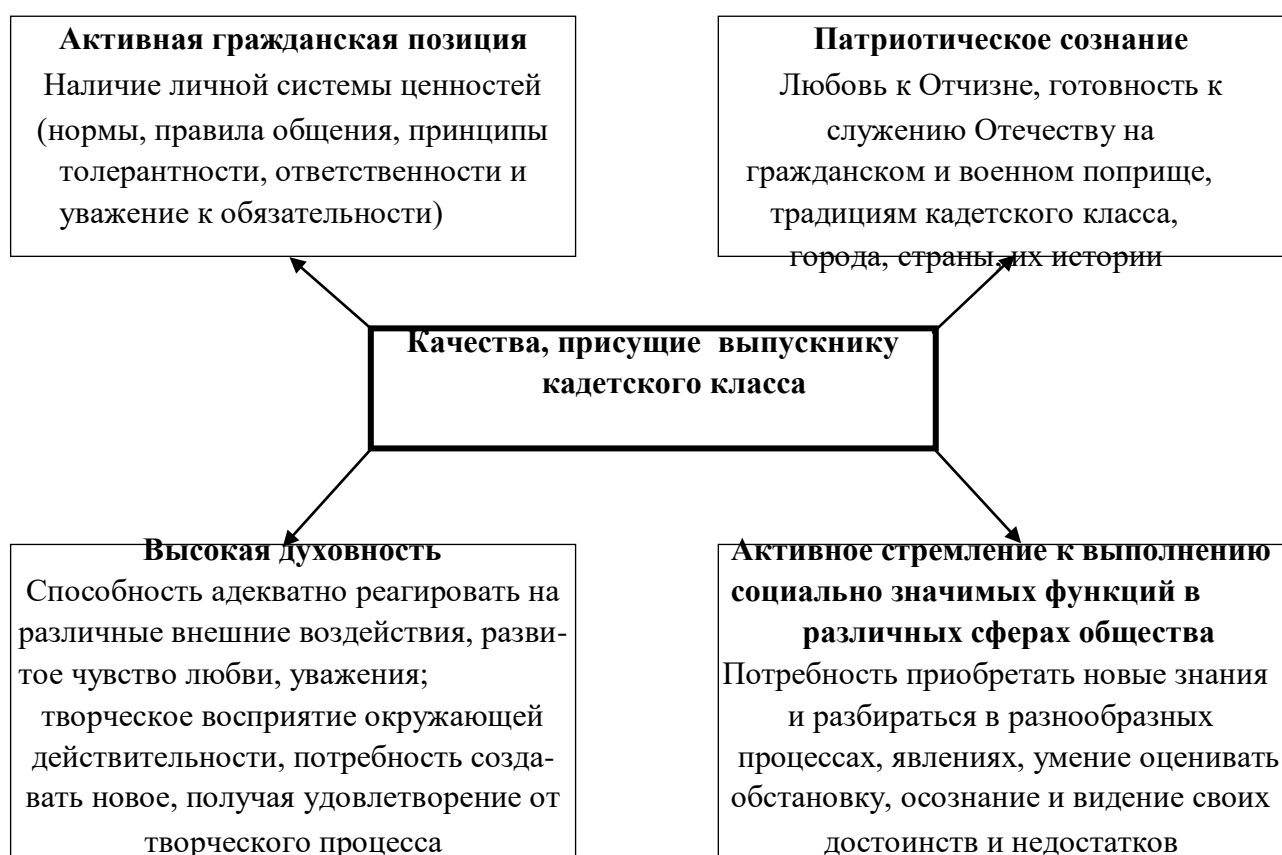 Активная гражданская позиция
Наличие личной системы ценностей
(нормы, правила общения, принципы
толерантности, ответственности и
уважение к обязательности)
Патриотическое сознание
Любовь к Отчизне, готовность к
служению Отечеству на
гражданском и военном поприще,
традициям кадетского класса,
города, страны, их истории
Качества, присущие выпускнику
кадетского класса
Высокая духовность
Способность адекватно реагировать на
различные внешние воздействия, разви-
тое чувство любви, уважения;
творческое восприятие окружающей
действительности, потребность созда-
вать новое, получая удовлетворение от
творческого процесса
Активное стремление к выполнению
социально значимых функций в
различных сферах общества
Потребность приобретать новые знания
и разбираться в разнообразных
процессах, явлениях, умение оценивать
обстановку, осознание и видение своих
достоинств и недостатков